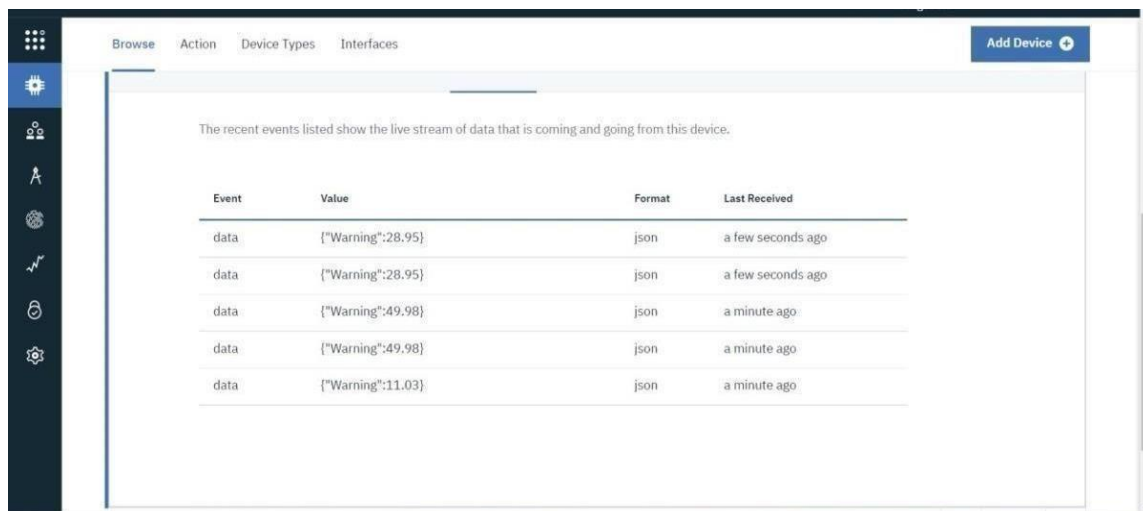 Browse Action Device Types Interfaces Add Device
The recent events listed show the live stream of data that is coming and going from this device.
Event Value Format Last Received
data {"Warning":28.95} json a few seconds ago
data {"Warning":28.95} json a few seconds ago
data {"Warning":49.98} json a minute ago
data {"Warning":49.98} json a minute ago
data {"Warning":11.03} json a minute ago